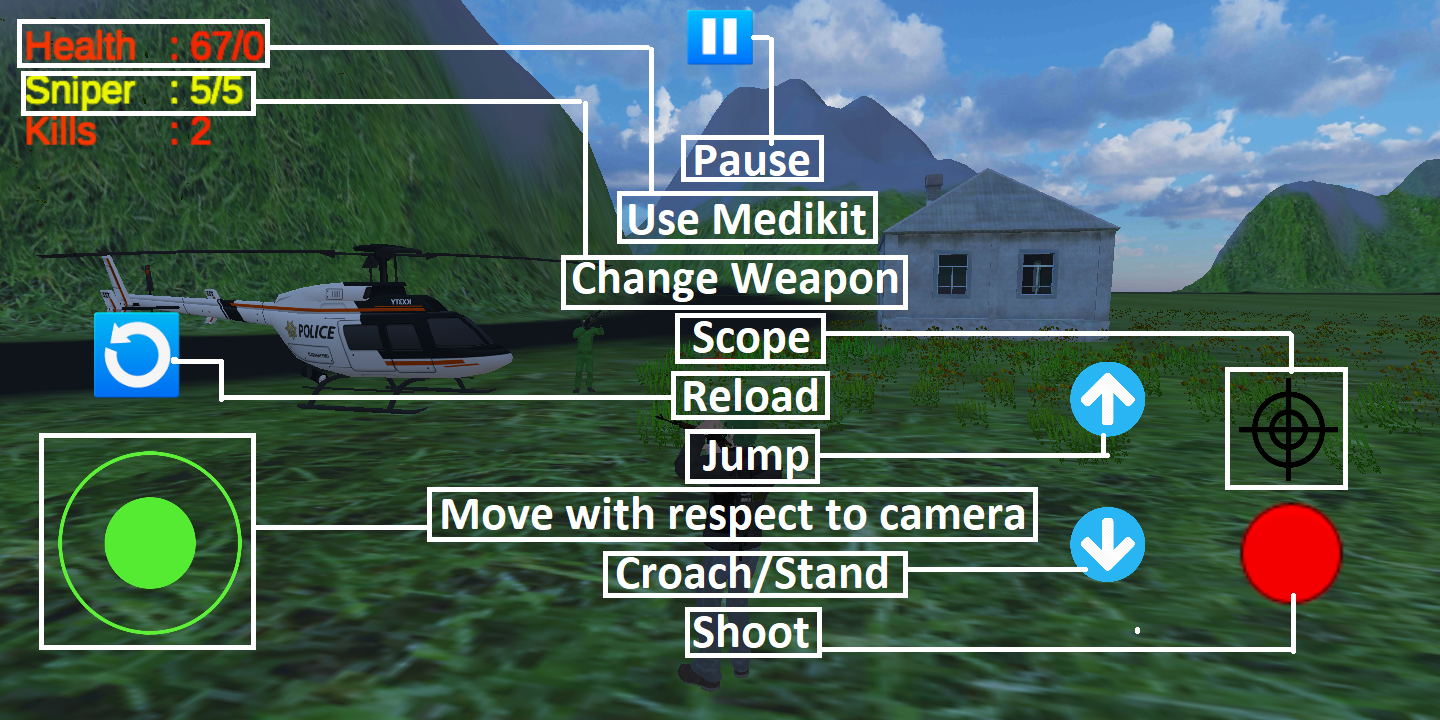 Health : 67/0
Sniper : 5/5
Kills : 2
Pause
Use Medikit
Change Weapon
Scope
Reload
Jump
Move with respect to camera
Croach/Stand
Shoot
POLICE